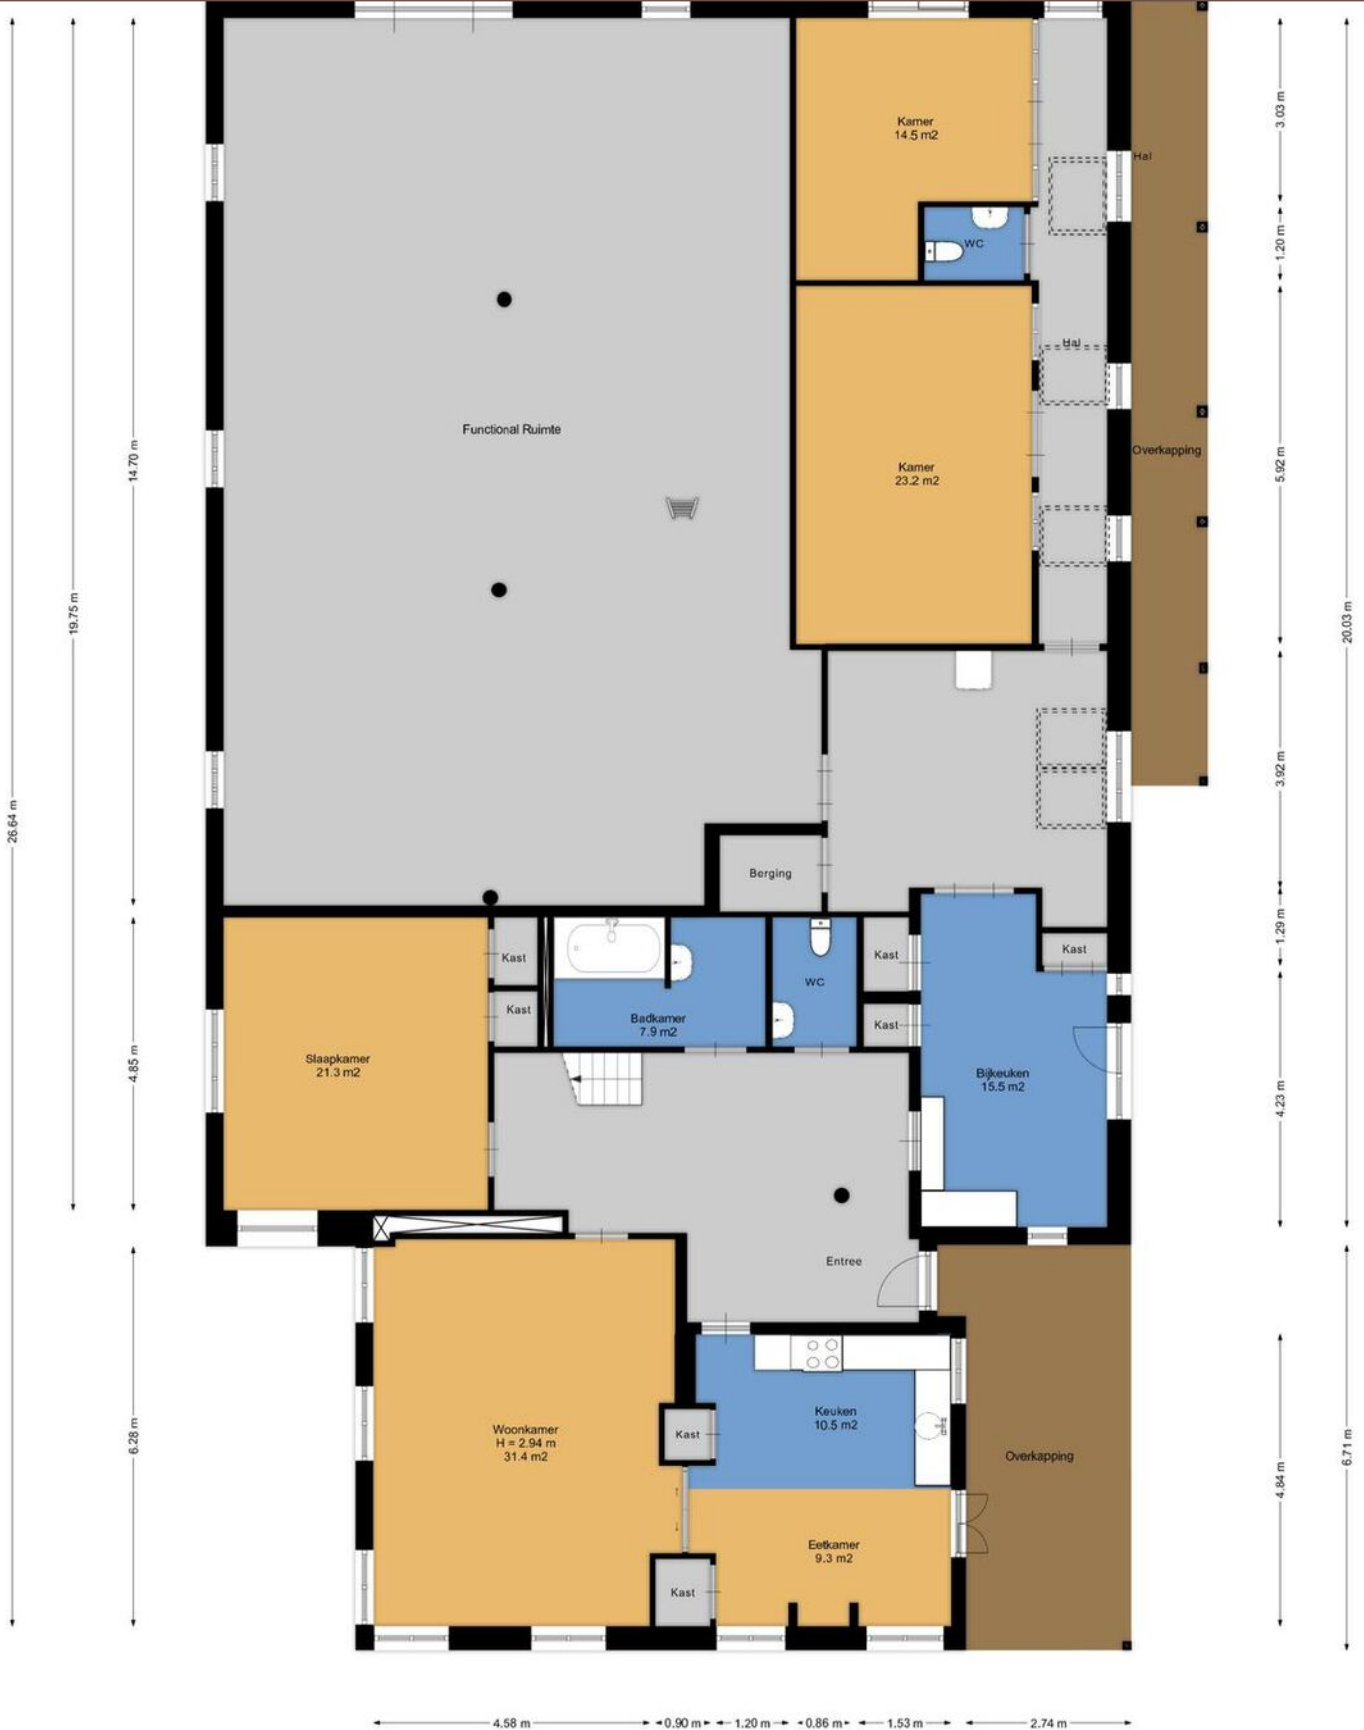 Kamer
14.5 m2
Hal
WC
Hal
Functional Ruimte
Kamer
23.2 m2
Overkapping
Berging
Kast
Kast
Kast
Kast
Kast
WC
Badkamer
7.9 m2
Slaapkamer
21.3 m2
Bijkeuken
15.5 m2
Entree
Woonkamer
H = 2.94 m
31.4 m2
Kast
Keuken
10.5 m2
Overkapping
Eetkamer
9.3 m2
Kast
26.64 m
19.75 m
14.70 m
4.85 m
6.28 m
3.03 m
1.20 m
5.92 m
3.92 m
1.29 m
4.23 m
4.84 m
20.03 m
6.71 m
4.58 m
0.90 m
1.20 m
0.86 m
1.53 m
2.74 m